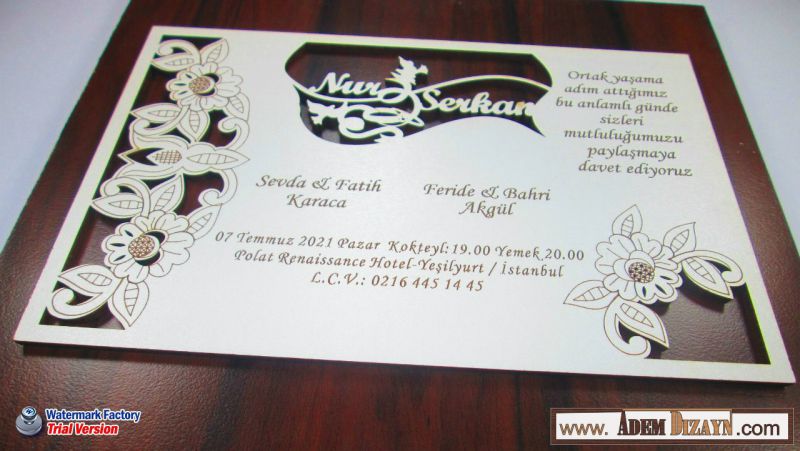 Nur & Serkan
Ortak yaşama
adım attığımız
bu anlamlı günde
sizleri
mutluluğumuzu
paylaşmaya
davet ediyoruz
Sevda & Fatih
Karaca
Feride & Bahri
Akgül
07 Temmuz 2021 Pazar Kokteyl: 19.00 Yemek 20.00
Polat Renaissance Hotel-Yeşilyurt / İstanbul
L.C.V.: 0216 445 14 45
Watermark Factory
Trial Version
www. ADEM DIZAYN.com